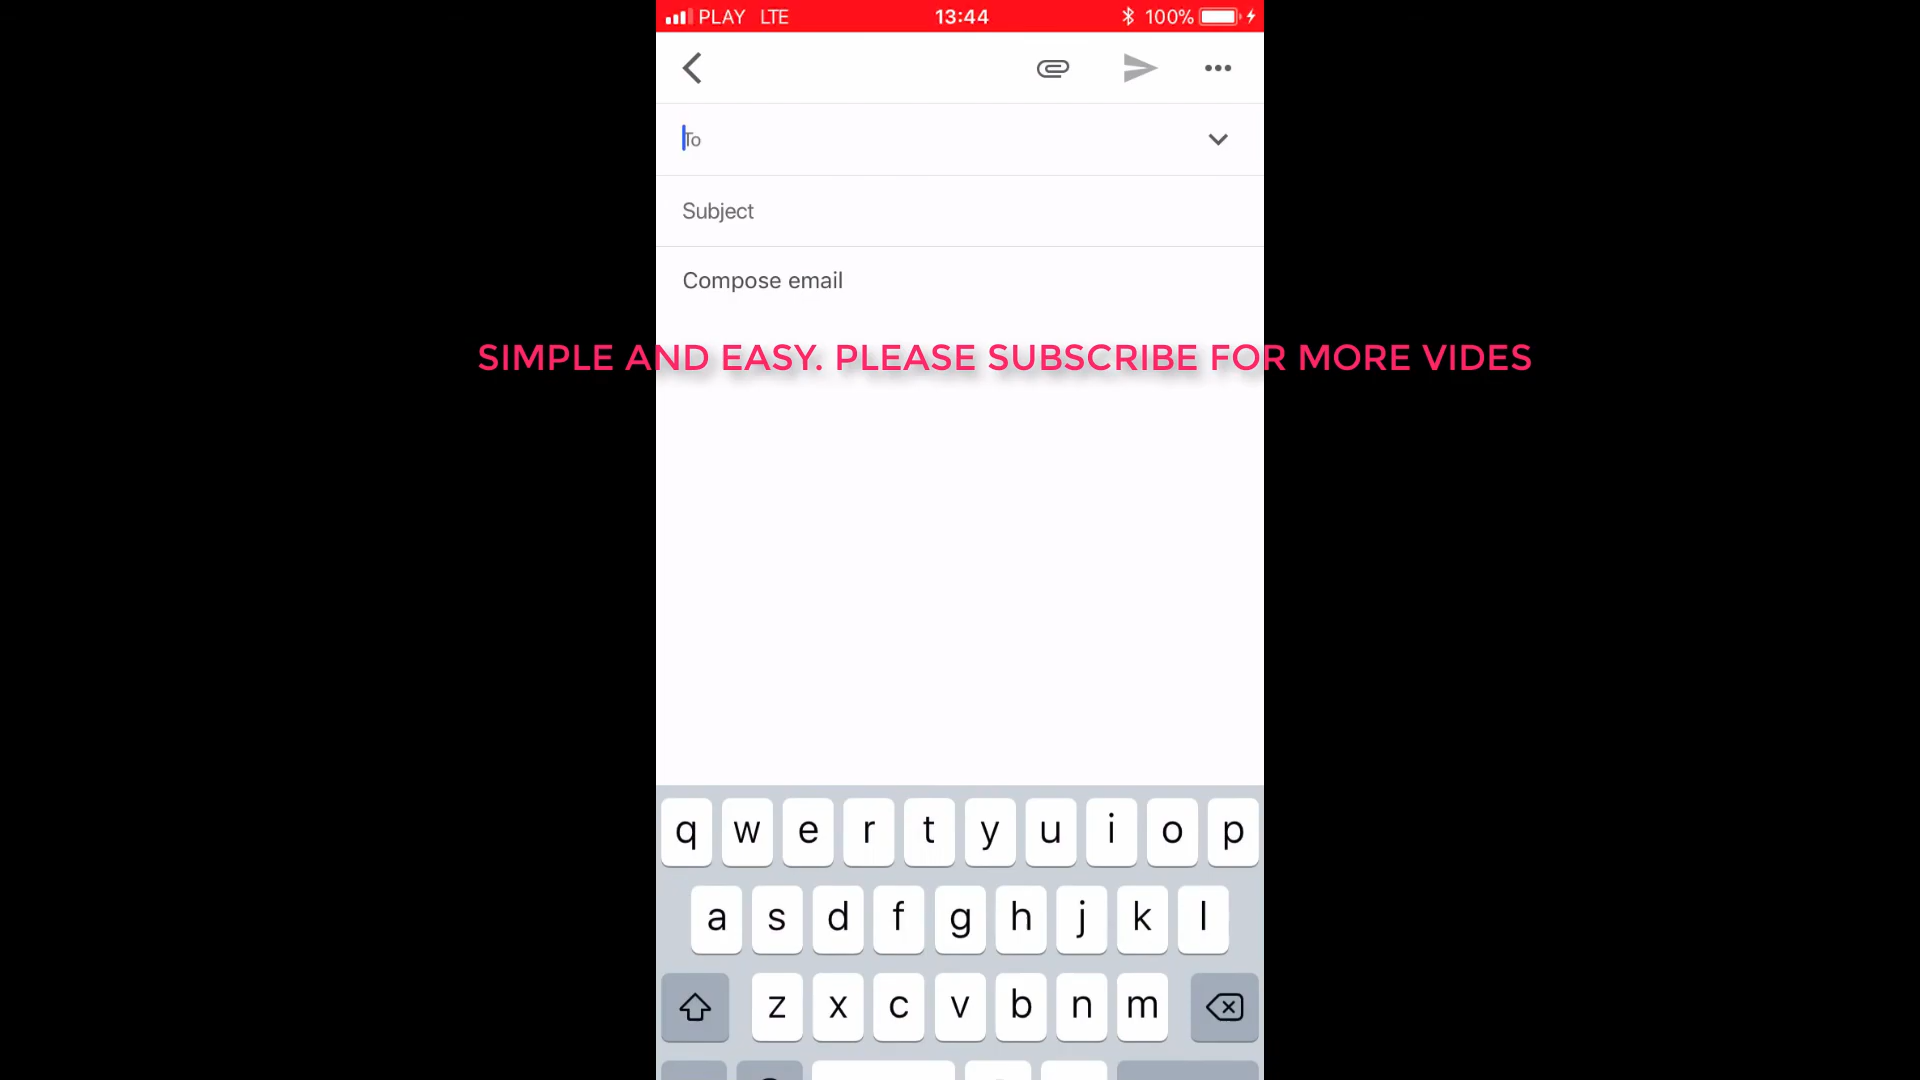 PLAY LTE 13:44 100%
To
Subject
Compose email
SIMPLE AND EASY. PLEASE SUBSCRIBE FOR MORE VIDES
q w e r t y u i o p
a s d f g h j k l
z x c v b n m